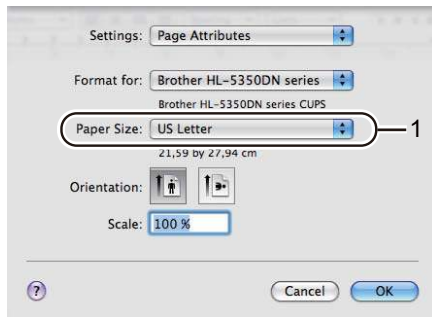 Settings: Page Attributes
Format for: Brother HL-5350DN series
Brother HL-5350DN series CUPS
Paper Size: US Letter 1
21,59 by 27,94 cm
Orientation:
Scale: 100 %
? Cancel OK